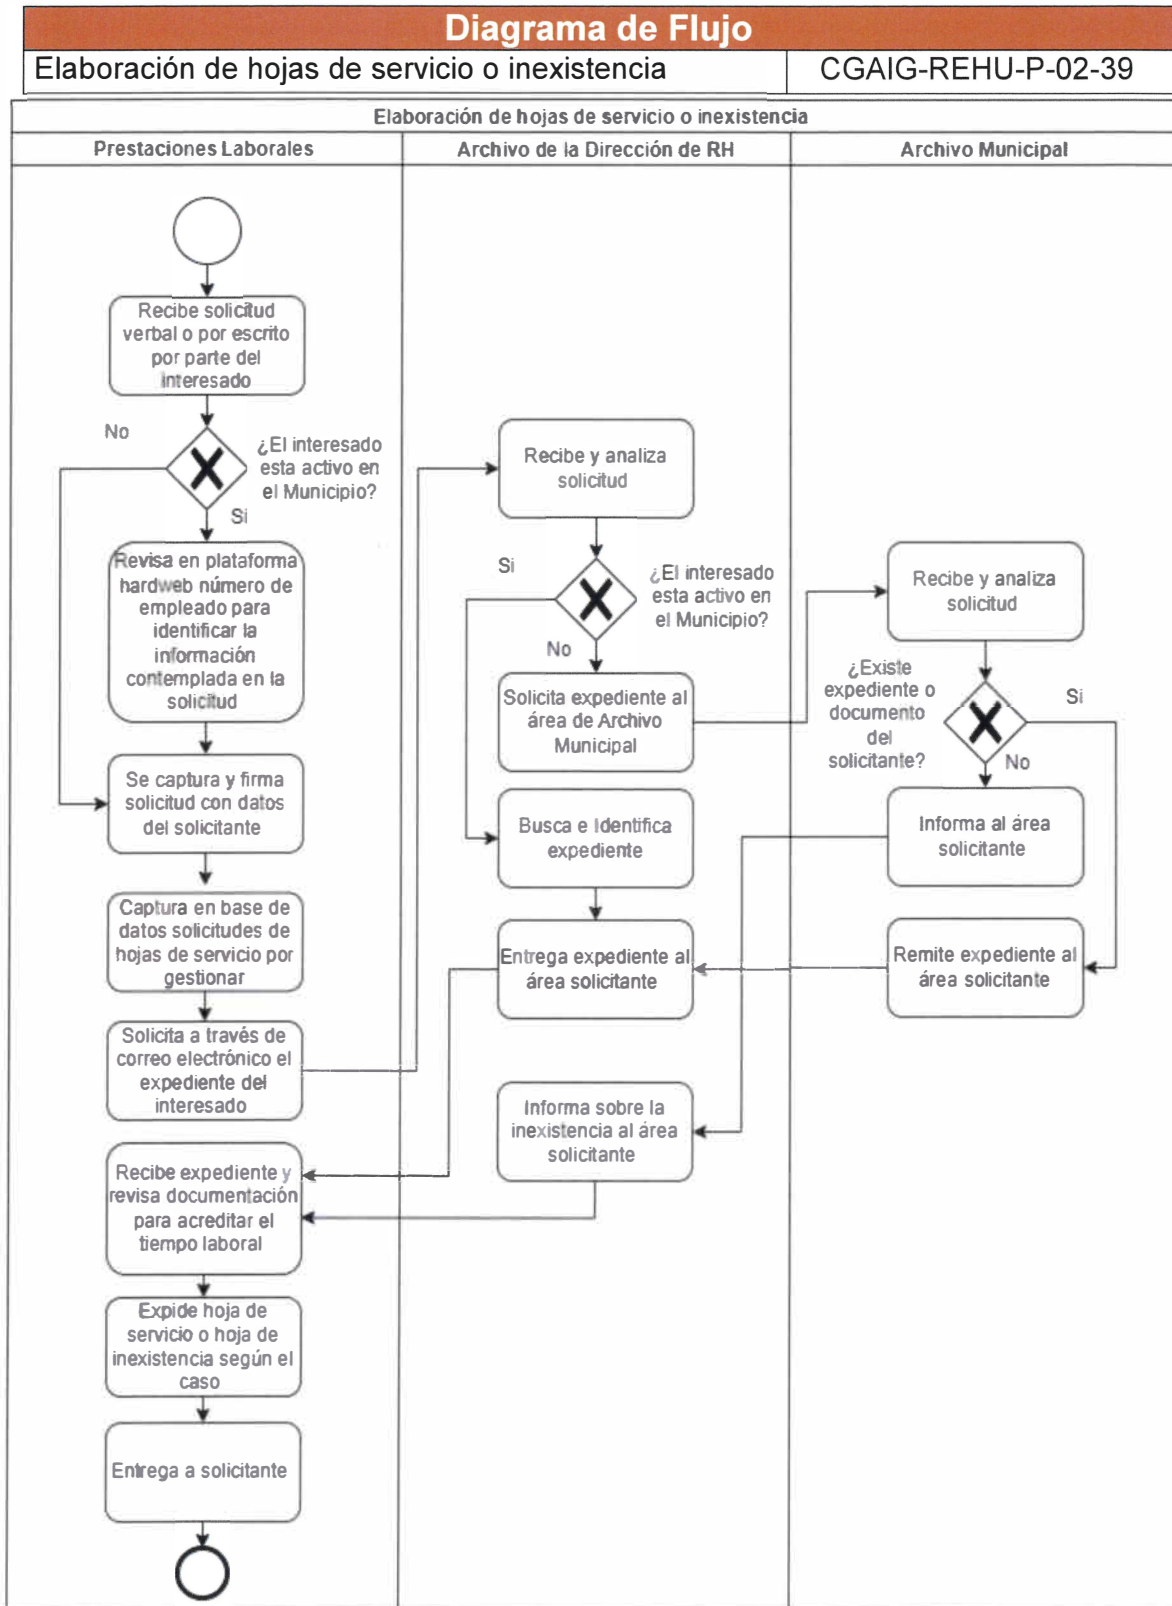 Diagrama de Flujo
Elaboración de hojas de servicio o inexistencia
CGAIG-REHU-P-02-39
Elaboración de hojas de servicio o inexistencia
Prestaciones Laborales
Archivo de la Dirección de RH
Archivo Municipal
Recibe solicitud
verbal o por escrito
por parte del
interesado
No
¿El interesado
esta activo en
el Municipio?
Si
Revisa en plataforma
hardweb número de
empleado para
identificar la
información
contemplada en la
solicitud
Se captura y firma
solicitud con datos
del solicitante
Captura en base de
datos solicitudes de
hojas de servicio por
gestionar
Solicita a través de
correo electrónico el
expediente del
interesado
Recibe expediente y
revisa documentación
para acreditar el
tiempo laboral
Expide hoja de
servicio o hoja de
inexistencia según el
caso
Entrega a solicitante
Recibe y analiza
solicitud
Si
¿El interesado
esta activo en
el Municipio?
No
Solicita expediente al
área de Archivo
Municipal
Busca e Identifica
expediente
Entrega expediente al
área solicitante
Informa sobre la
inexistencia al área
solicitante
Recibe y analiza
solicitud
¿Existe
expediente o
documento
del
solicitante?
Si
No
Informa al área
solicitante
Remite expediente al
área solicitante